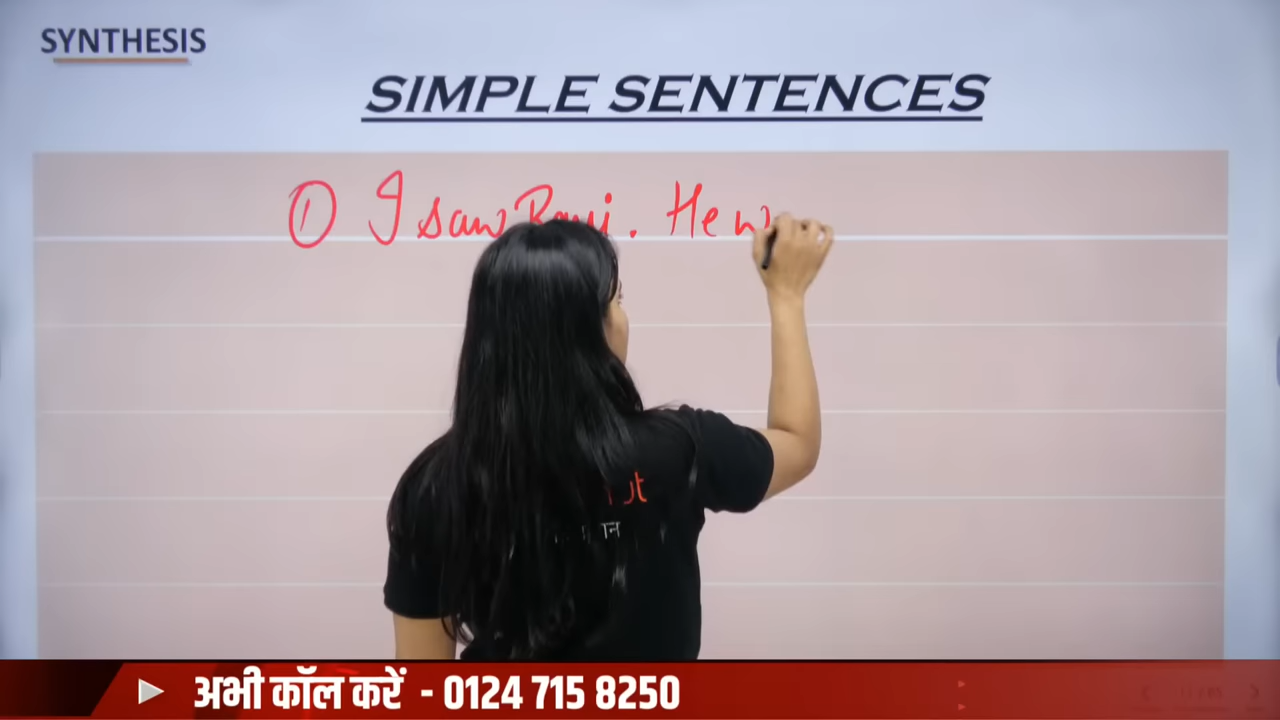 SYNTHESIS
SIMPLE SENTENCES
① I saw Ravi. He w
अभी कॉल करें - 0124 715 8250